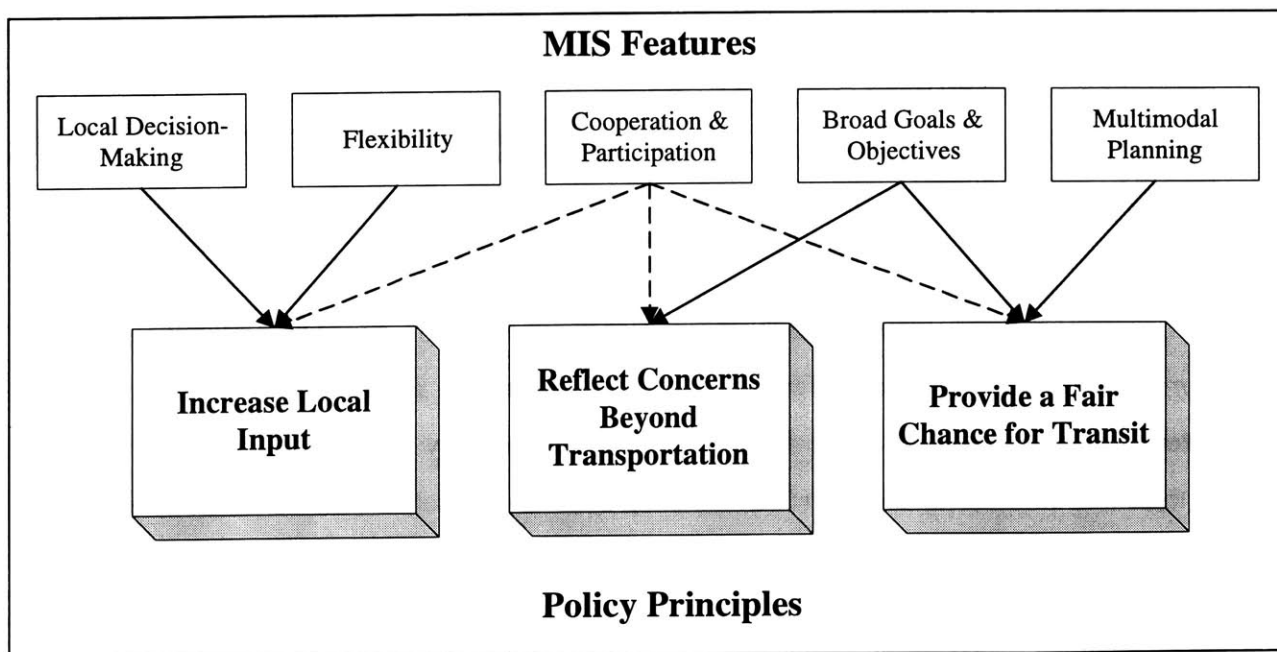 MIS Features
Local Decision-
Making
Flexibility
Cooperation &
Participation
Broad Goals &
Objectives
Multimodal
Planning
Increase Local
Input
Reflect Concerns
Beyond
Transportation
Provide a Fair
Chance for Transit
Policy Principles